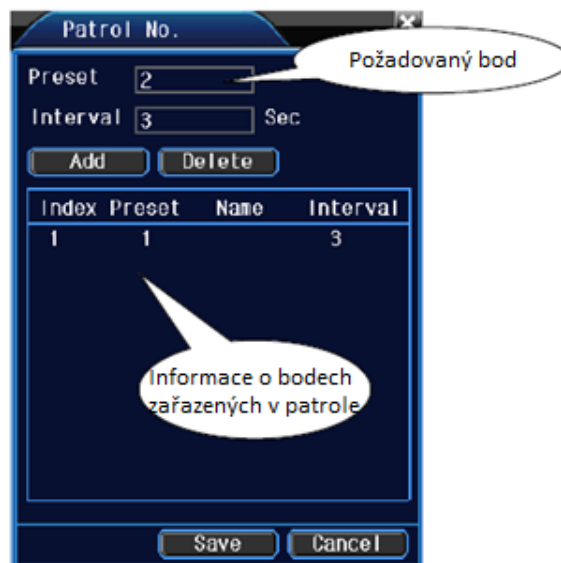 Patrol No.
Požadovaný bod
Preset 2
Interval 3 Sec
Add Delete
Index Preset Name Interval
1 1 3
Informace o bodech
zařazených v patrole
Save Cancel